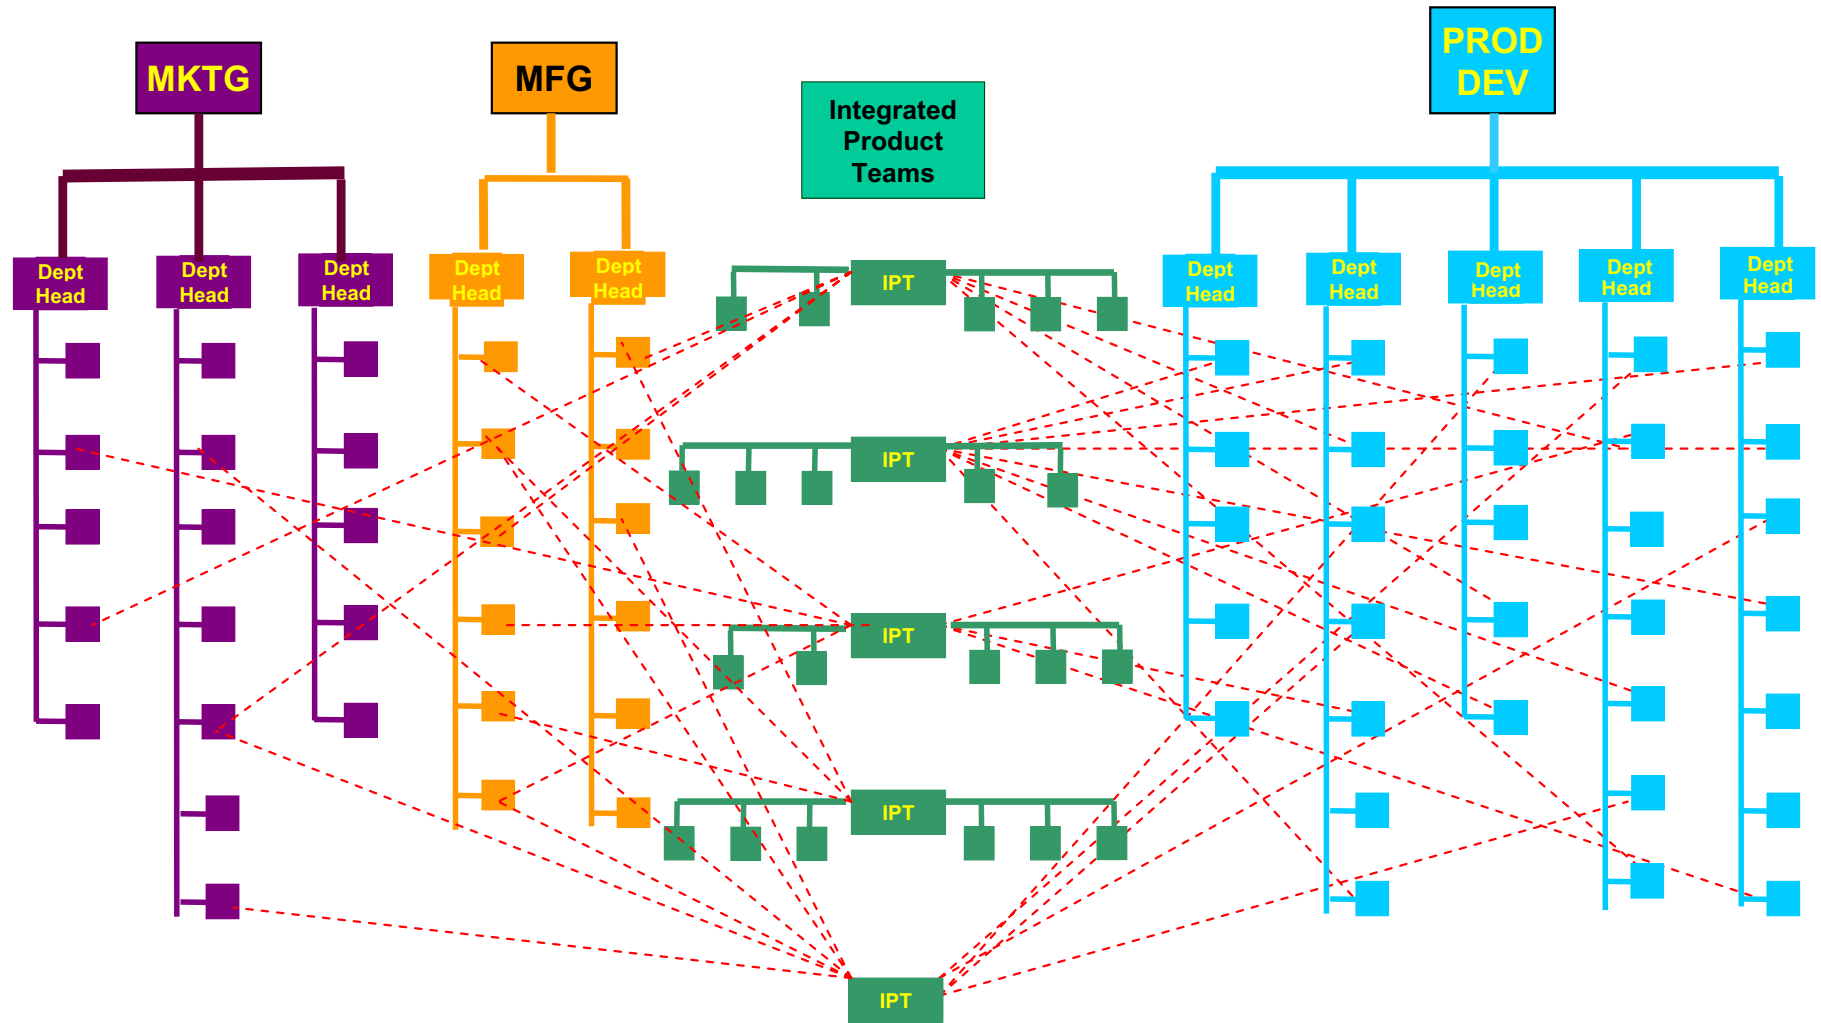 MKTG
MFG
PROD
DEV
Integrated
Product
Teams
Dept
Head
Dept
Head
Dept
Head
Dept
Head
Dept
Head
IPT
Dept
Head
Dept
Head
Dept
Head
Dept
Head
Dept
Head
IPT
IPT
IPT
IPT